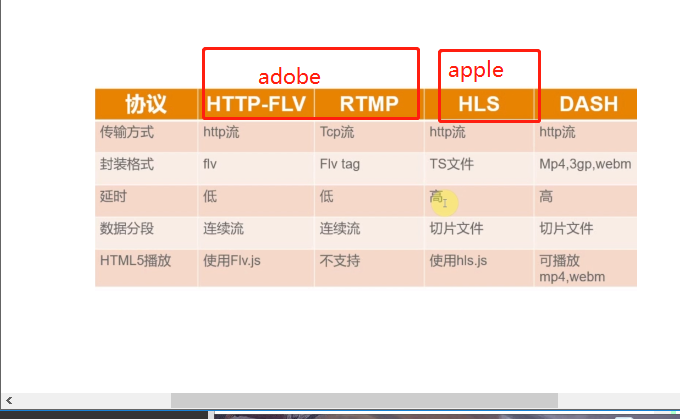 adobe
apple
协议 HTTP-FLV RTMP HLS DASH
传输方式 http流 Tcp流 http流 http流
封装格式 flv Flv tag TS文件 Mp4,3gp,webm
延时 低 低 高 高
数据分段 连续流 连续流 切片文件 切片文件
HTML5播放 使用Flv.js 不支持 使用hls.js 可播放
mp4,webm